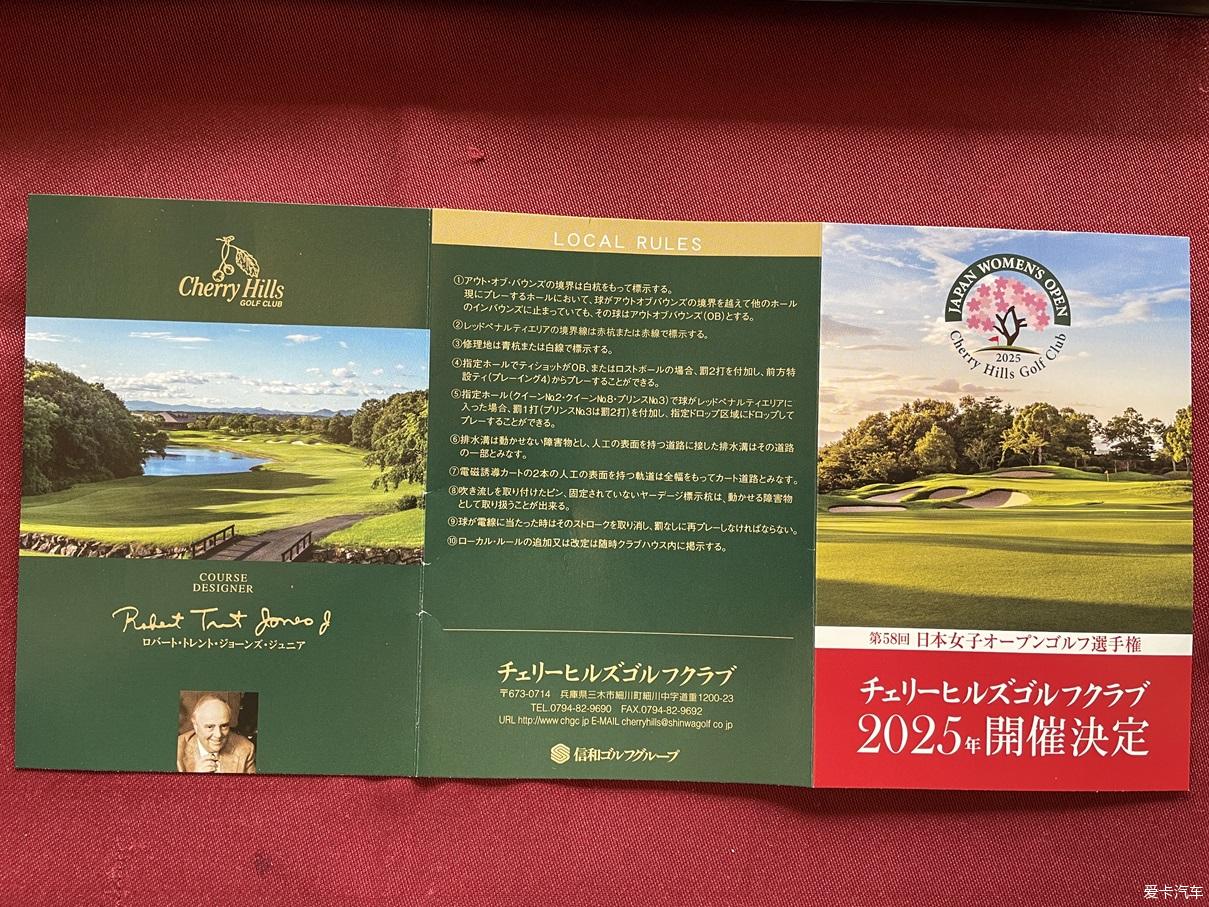 Cherry Hills
GOLF CLUB
COURSE
DESIGNER
Robert Trent Jones J
ロバート・トレント・ジョーンズ・ジュニア
LOCAL RULES
①アウト・オブ・バウンズの境界は白杭をもって標示する。
現にプレーするホールにおいて、球がアウトオブバウンズの境界を越えて他のホール
のインバウンズに止まっていても、その球はアウトオブバウンズ(OB)とする。
②レッドペナルティエリアの境界線は赤杭または赤線で標示する。
③修理地は青杭または白線で標示する。
④指定ホールでティショットがOB、またはロストボールの場合、罰2打を付加し、前方特
設ティ(プレーイング4)からプレーすることができる。
⑤指定ホール(クイーン№2・クイーン№8・プリンス№3)で球がレッドペナルティエリアに
入った場合、罰1打(プリンス№3は罰2打)を付加し、指定ドロップ区域にドロップして
プレーすることができる。
⑥排水溝は動かせない障害物とし、人工の表面を持つ道路に接した排水溝はその道路
の一部とみなす。
⑦電磁誘導カートの2本の人工の表面を持つ軌道は全幅をもってカート道路とみなす。
⑧吹き流しを取り付けたピン、固定されていないヤーデージ標示杭は、動かせる障害物
として取り扱うことが出来る。
⑨球が電線に当たった時はそのストロークを取り消し、罰なしに再プレーしなければならない。
⑩ローカル・ルールの追加又は改定は随時クラブハウス内に掲示する。
チェリーヒルズゴルフクラブ
〒673-0714 兵庫県三木市細川町細川中字道重1200-23
TEL.0794-82-9690 FAX.0794-82-9692
URL http://www chgc jp E-MAIL cherryhills@shinwagolf co jp
信和ゴルフグループ
JAPAN WOMEN'S OPEN
2025
Cherry Hills Golf Club
第58回 日本女子オープンゴルフ選手権
チェリーヒルズゴルフクラブ
2025年開催決定
爱卡汽车